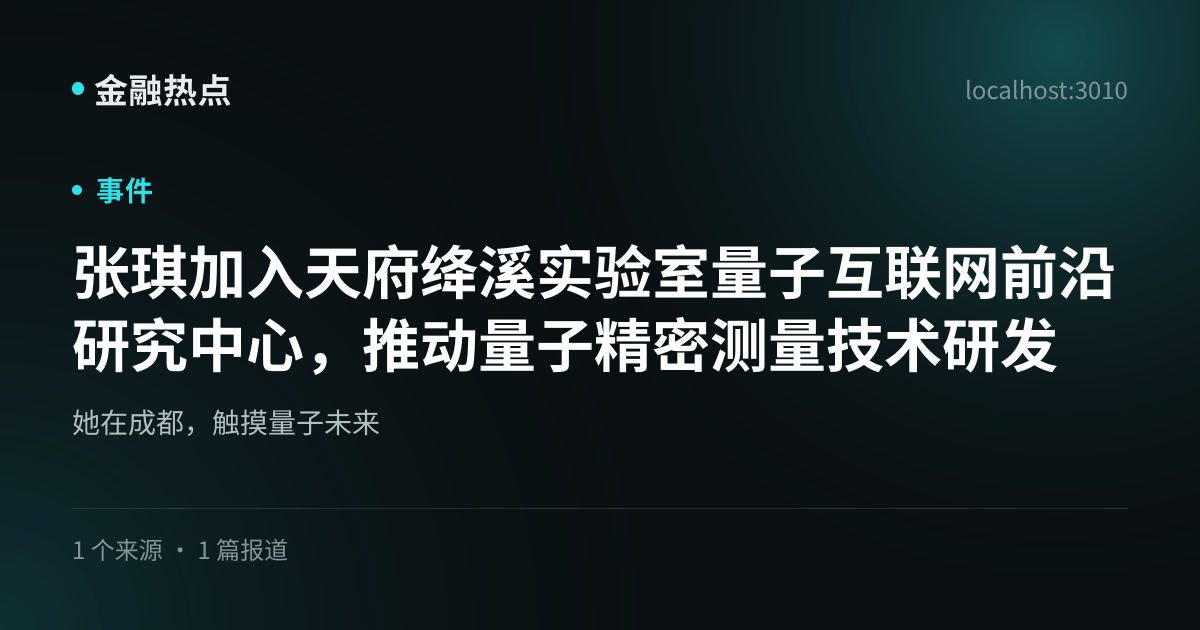 金融热点
localhost:3010
事件
张琪加入天府绛溪实验室量子互联网前沿
研究中心，推动量子精密测量技术研发
她在成都，触摸量子未来
1 个来源 · 1 篇报道